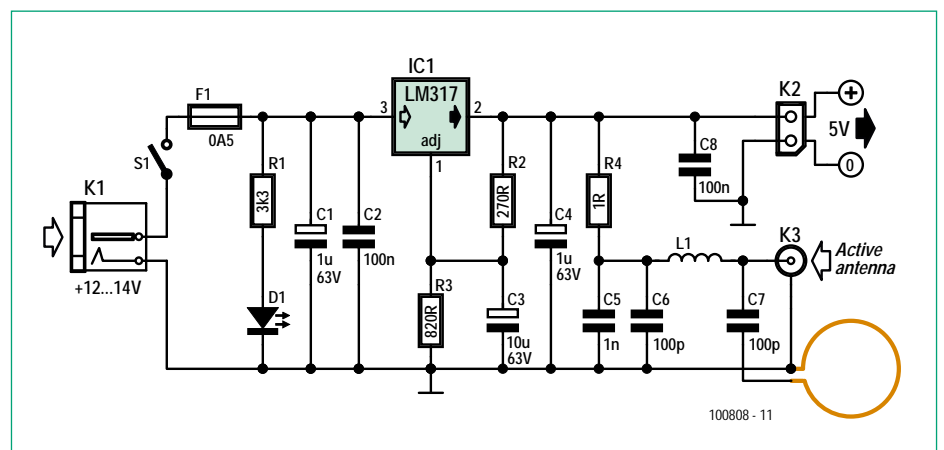 IC1
LM317
3
2
adj
1
F1
0A5
S1
K1
+12...14V
R1
3k3
D1
C1
1u
63V
C2
100n
R2
270R
R3
820R
C3
10u
63V
C4
1u
63V
R4
1R
C5
1n
C6
100p
L1
C7
100p
C8
100n
K2
+
5V
0
K3
Active
antenna
100808 - 11